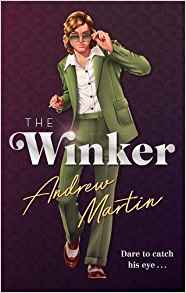 THE
Winker
Andrew
Martin
Dare to catch
his eye . . .